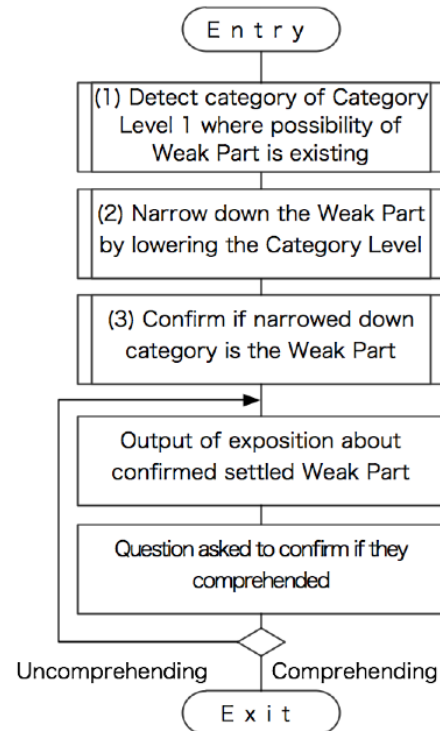 Entry
(1) Detect category of Category
Level 1 where possibility of
Weak Part is existing
(2) Narrow down the Weak Part
by lowering the Category Level
(3) Confirm if narrowed down
category is the Weak Part
Output of exposition about
confirmed settled Weak Part
Question asked to confirm if they
comprehended
Uncomprehending
Comprehending
Exit